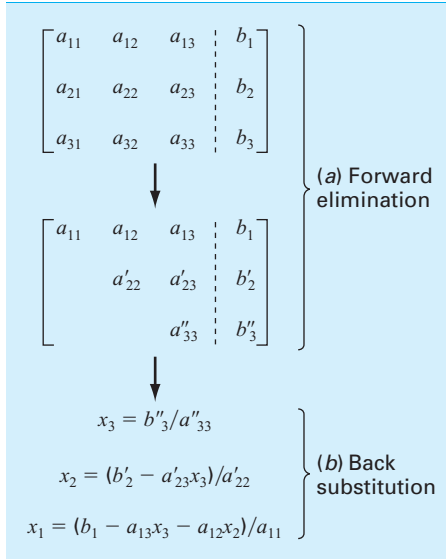 a₁₁ a₁₂ a₁₃ b₁
a₂₁ a₂₂ a₂₃ b₂
a₃₁ a₃₂ a₃₃ b₃
(a) Forward
elimination
a₁₁ a₁₂ a₁₃ b₁
a′₂₂ a′₂₃ b′₂
a″₃₃ b″₃
x₃ = b″₃/a″₃₃
x₂ = (b′₂ − a′₂₃x₃)/a′₂₂
x₁ = (b₁ − a₁₃x₃ − a₁₂x₂)/a₁₁
(b) Back
substitution